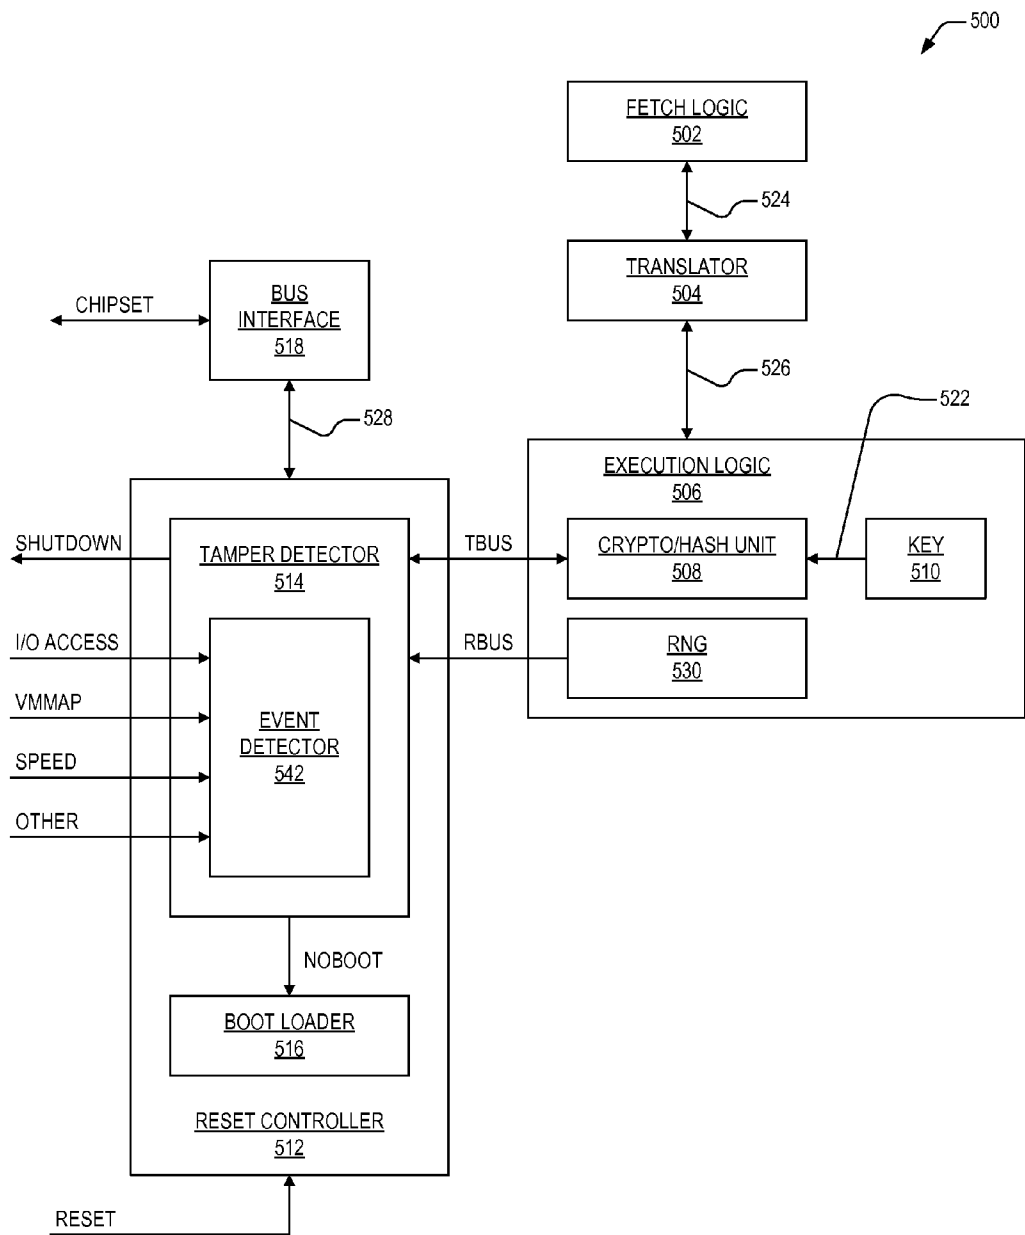 500
FETCH LOGIC
502
524
TRANSLATOR
504
BUS
INTERFACE
518
CHIPSET
526
528
522
EXECUTION LOGIC
506
SHUTDOWN
TAMPER DETECTOR
514
TBUS
CRYPTO/HASH UNIT
508
KEY
510
I/O ACCESS
RBUS
RNG
530
VMMAP
EVENT
DETECTOR
542
SPEED
OTHER
NOBOOT
BOOT LOADER
516
RESET CONTROLLER
512
RESET